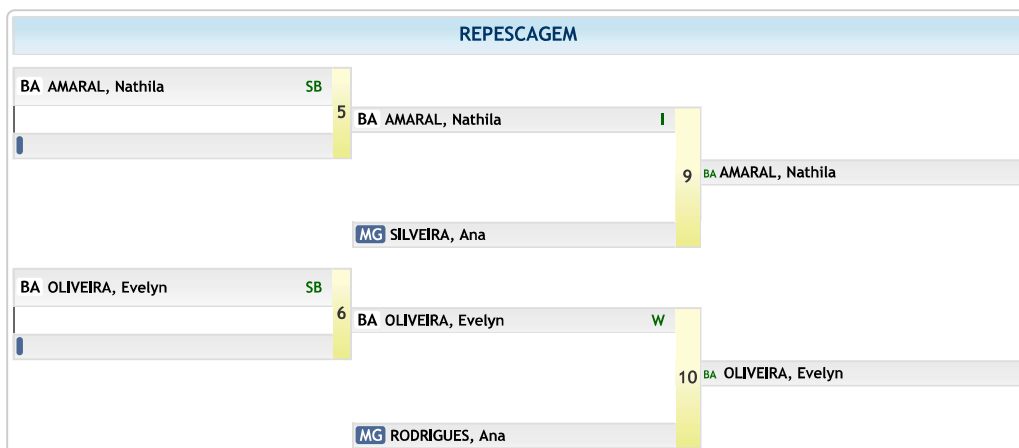 REPESCAGEM
BA AMARAL, Nathila SB
5
BA AMARAL, Nathila I
9
BA AMARAL, Nathila
MG SILVEIRA, Ana
BA OLIVEIRA, Evelyn SB
6
BA OLIVEIRA, Evelyn W
10
BA OLIVEIRA, Evelyn
MG RODRIGUES, Ana